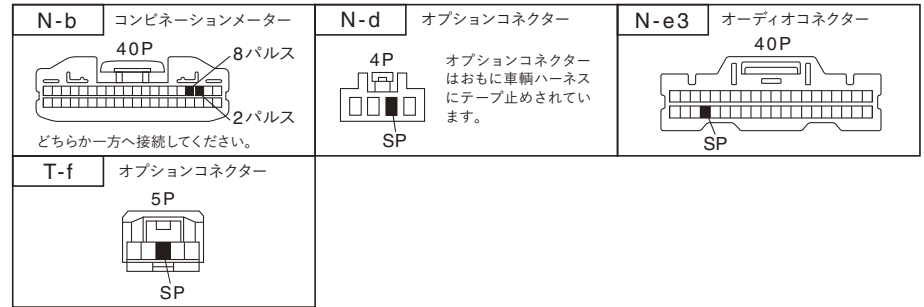 N-b コンビネーションメーター
40P
8パルス
2パルス
どちらか一方へ接続してください。
N-d オプションコネクター
4P
オプションコネクター
はおもに車輌ハーネス
にテープ止めされてい
ます。
SP
N-e3 オーディオコネクター
40P
SP
T-f オプションコネクター
5P
SP